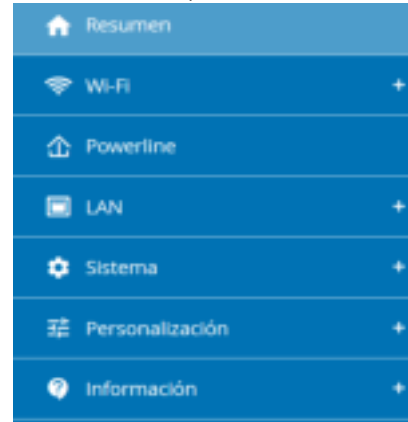 Resumen
Wi-Fi +
Powerline
LAN +
Sistema +
Personalización +
Información +